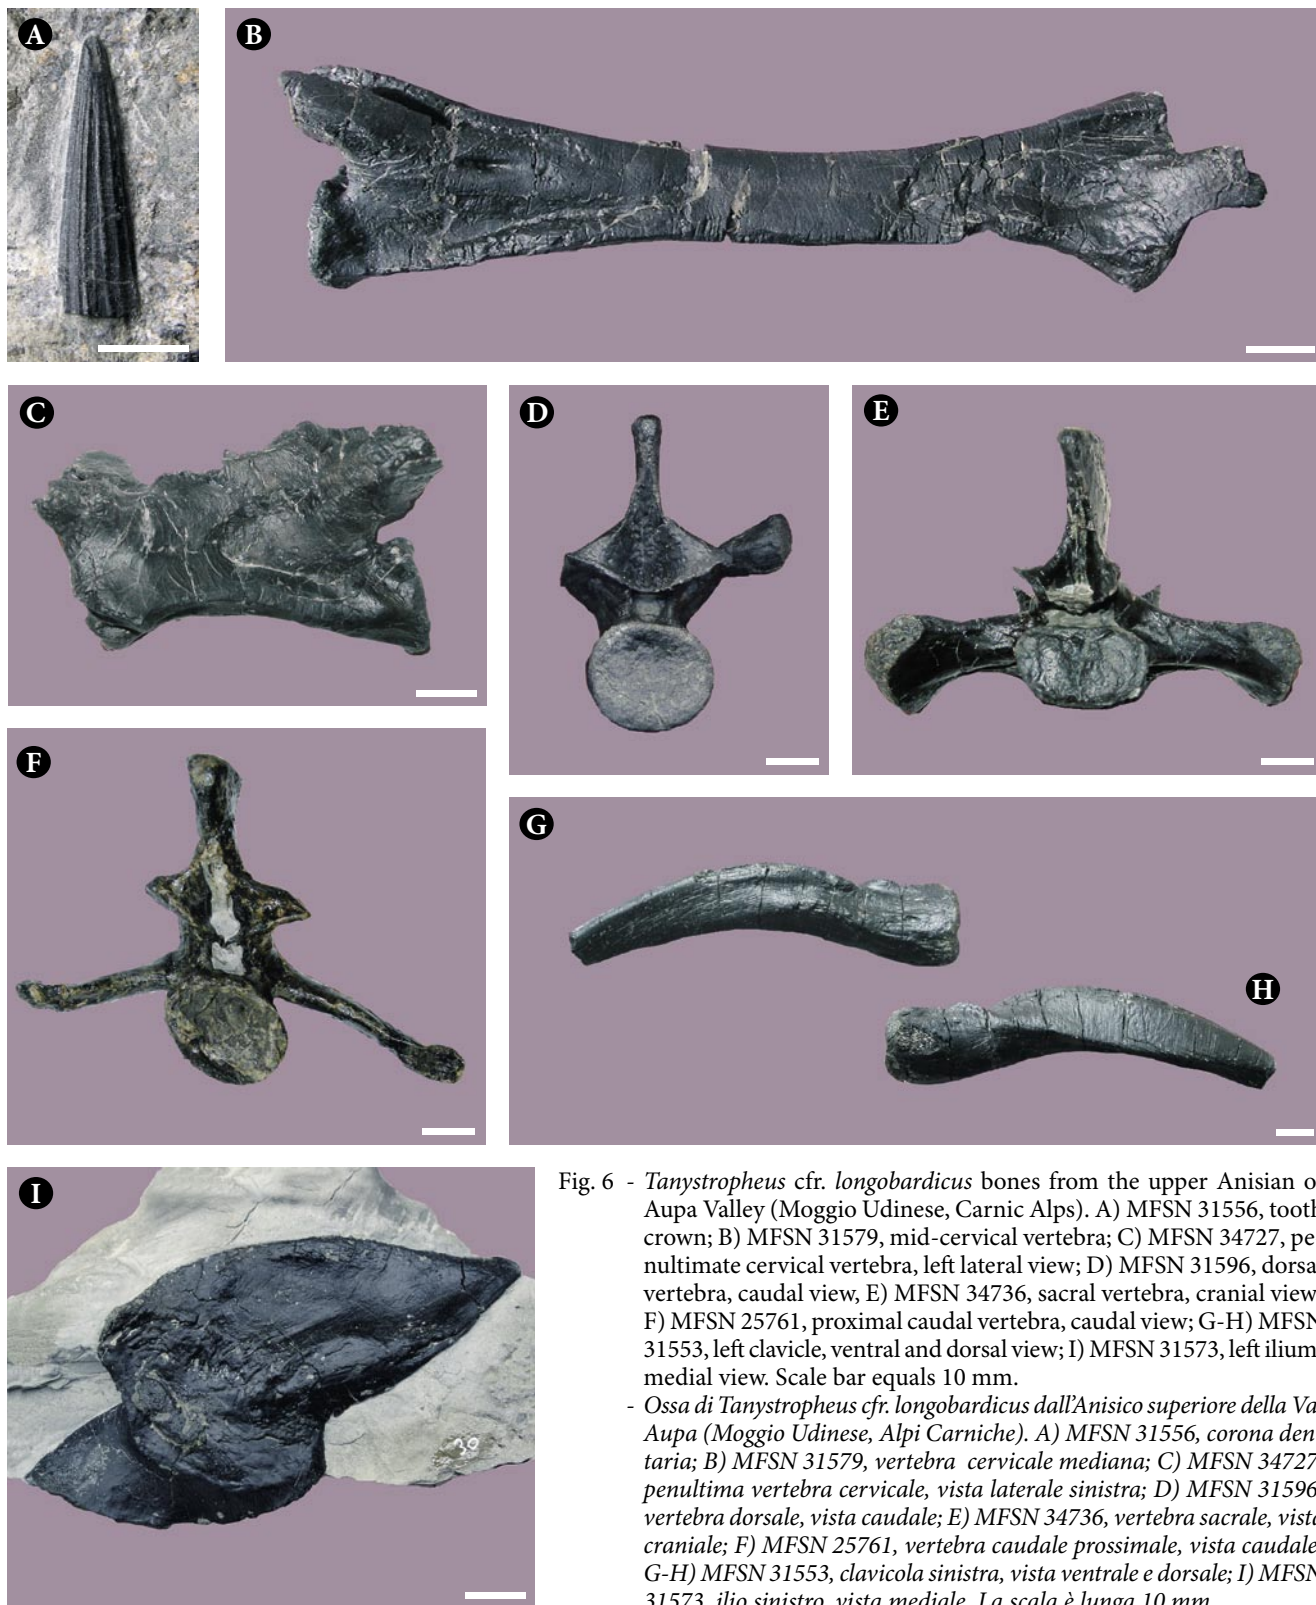 A
B
C
D
E
F
G
H
I
39
Fig. 6 - Tanystropheus cfr. longobardicus bones from the upper Anisian o
Aupa Valley (Moggio Udinese, Carnic Alps). A) MFSN 31556, tooth
crown; B) MFSN 31579, mid-cervical vertebra; C) MFSN 34727, pe
nultimate cervical vertebra, left lateral view; D) MFSN 31596, dorsa
vertebra, caudal view, E) MFSN 34736, sacral vertebra, cranial view
F) MFSN 25761, proximal caudal vertebra, caudal view; G-H) MFSN
31553, left clavicle, ventral and dorsal view; I) MFSN 31573, left ilium
medial view. Scale bar equals 10 mm.
- Ossa di Tanystropheus cfr. longobardicus dall'Anisico superiore della Va
Aupa (Moggio Udinese, Alpi Carniche). A) MFSN 31556, corona den
taria; B) MFSN 31579, vertebra cervicale mediana; C) MFSN 34727
penultima vertebra cervicale, vista laterale sinistra; D) MFSN 31596
vertebra dorsale, vista caudale; E) MFSN 34736, vertebra sacrale, vista
craniale; F) MFSN 25761, vertebra caudale prossimale, vista caudale
G-H) MFSN 31553, clavicola sinistra, vista ventrale e dorsale; I) MFSN
31573, ilio sinistro, vista mediale. La scala è lunga 10 mm.